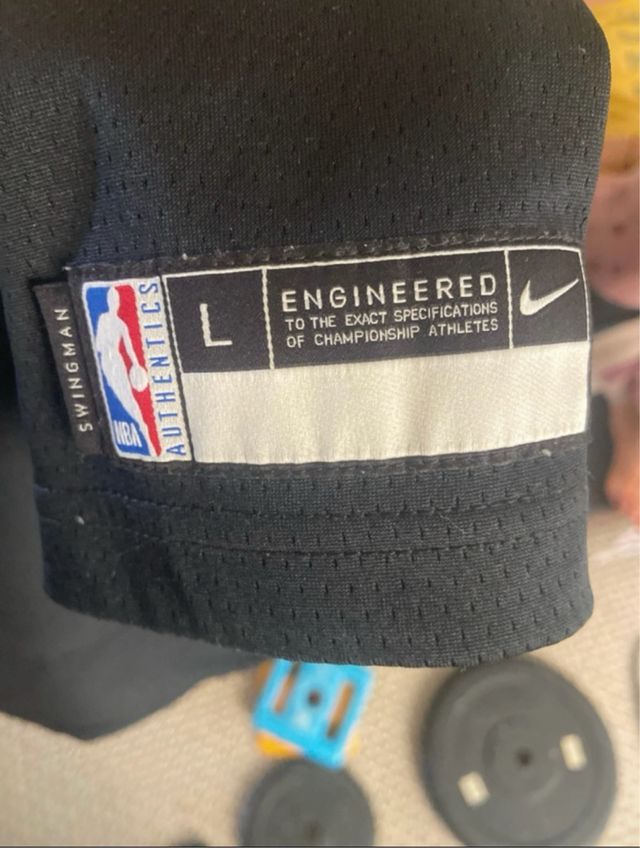 SWINGMAN
NBA
AUTHENTICS
L
ENGINEERED
TO THE EXACT SPECIFICATIONS
OF CHAMPIONSHIP ATHLETES